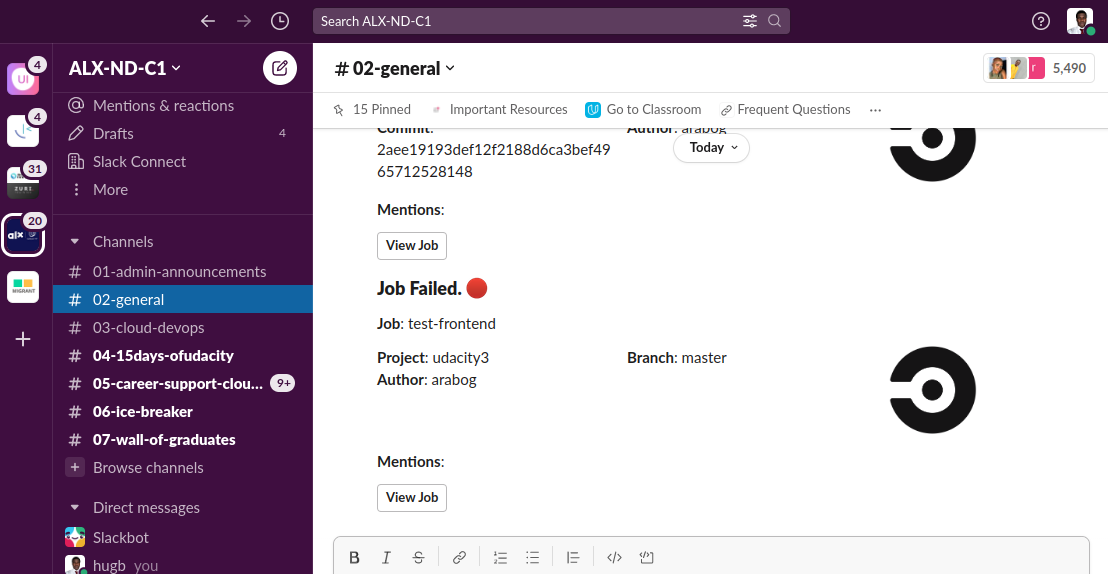 Search ALX-ND-C1
4
UI
4
31
ZURI
20
alx
ALX-ND-C1
Mentions & reactions
Drafts 4
Slack Connect
More
Channels
# 01-admin-announcements
# 02-general
# 03-cloud-devops
# 04-15days-ofudacity
# 05-career-support-clou... 9+
# 06-ice-breaker
# 07-wall-of-graduates
+ Browse channels
Direct messages
Slackbot
hugb you
# 02-general
r 5,490
15 Pinned Important Resources Go to Classroom Frequent Questions ...
Commit: Author: arabog
Today
2aee19193def12f2188d6ca3bef49
65712528148
Mentions:
View Job
Job Failed.
Job: test-frontend
Project: udacity3 Branch: master
Author: arabog
Mentions:
View Job
B I S